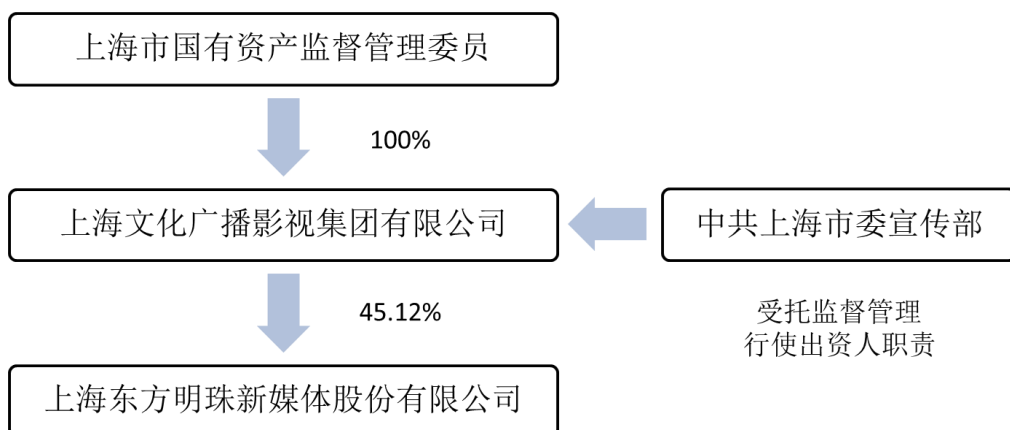 上海市国有资产监督管理委员
100%
上海文化广播影视集团有限公司
中共上海市委宣传部
45.12%
受托监督管理
行使出资人职责
上海东方明珠新媒体股份有限公司